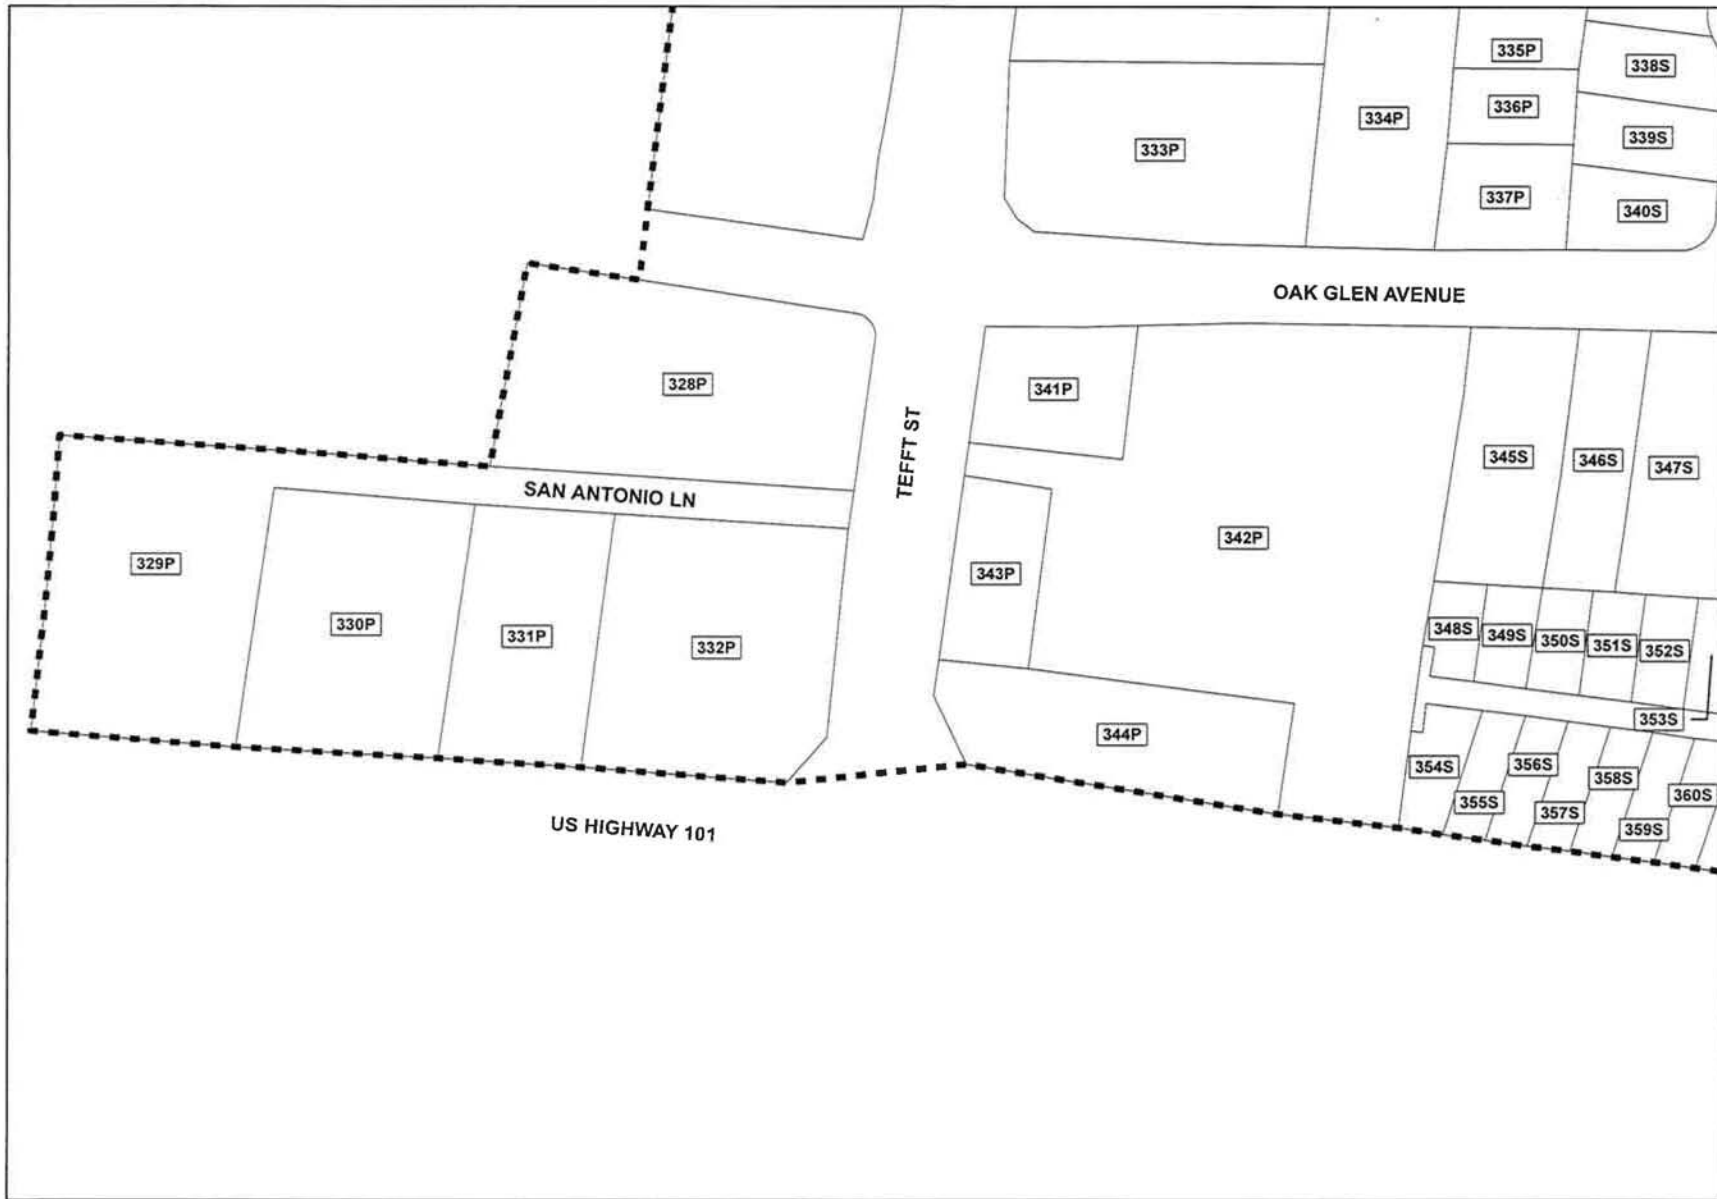 335P
338S
336P
334P
339S
333P
337P
340S
OAK GLEN AVENUE
328P
341P
TEFFT ST
345S
346S
347S
SAN ANTONIO LN
342P
329P
343P
330P
331P
332P
348S
349S
350S
351S
352S
353S
344P
354S
356S
358S
360S
355S
357S
359S
US HIGHWAY 101